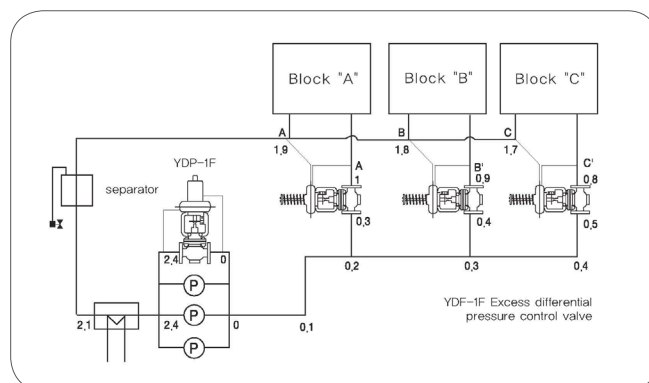 Block "A"
Block "B"
Block "C"
A
B
C
1,9
1,8
1,7
YDP-1F
A
B'
C'
1
0,9
0,8
separator
0,3
0,4
0,5
2,4
0
0,2
0,3
0,4
P
P
P
2,1
2,4
0
0,1
YDF-1F Excess differential
pressure control valve